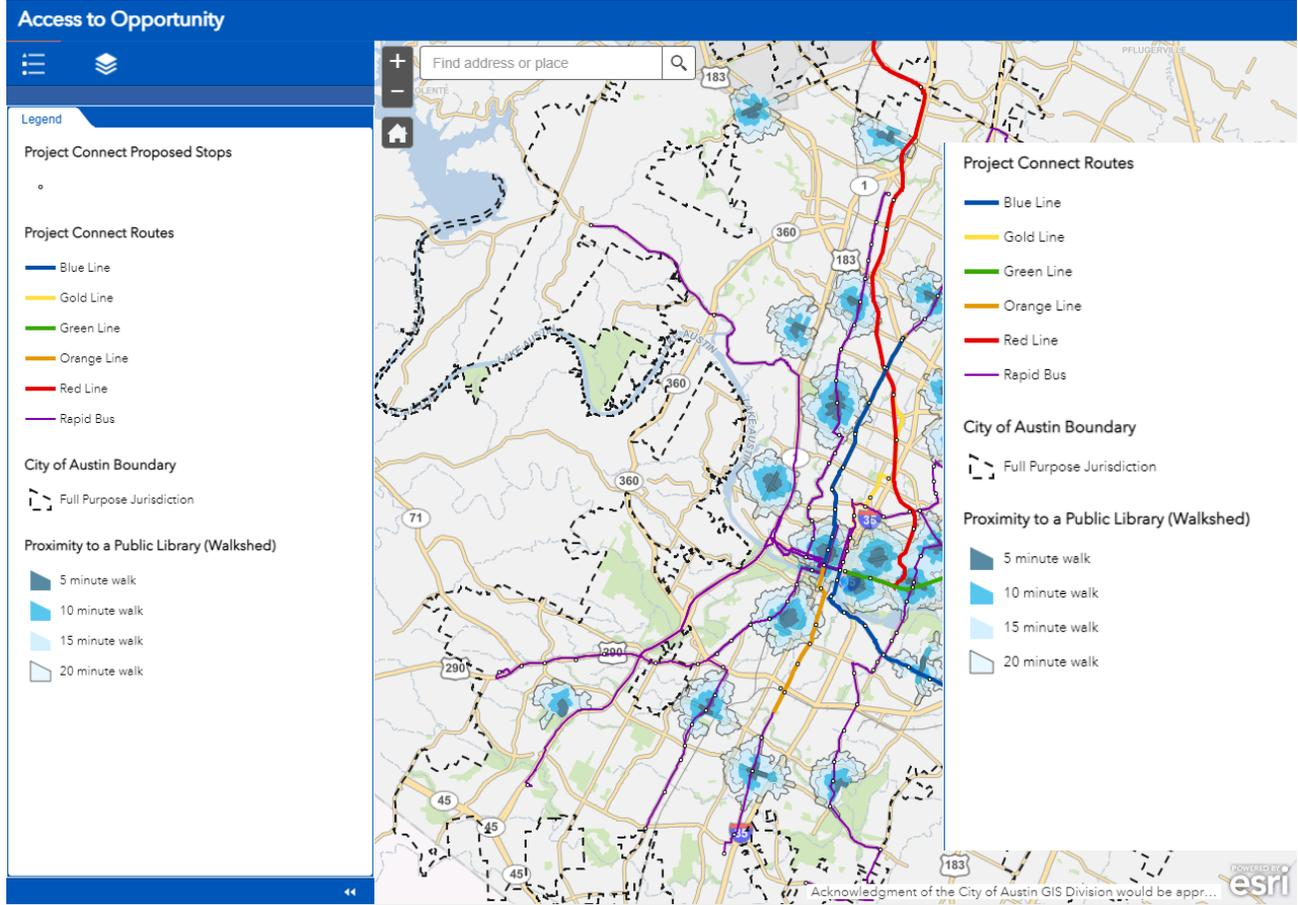 Access to Opportunity
Legend
Project Connect Proposed Stops
Project Connect Routes
Blue Line
Gold Line
Green Line
Orange Line
Red Line
Rapid Bus
City of Austin Boundary
Full Purpose Jurisdiction
Proximity to a Public Library (Walkshed)
5 minute walk
10 minute walk
15 minute walk
20 minute walk
+
−
Find address or place
PFLUGERVILLE
OLENTE
183
1
360
183
LAKE AUSTIN
AUSTIN
360
LAKE AUSTIN
360
71
35
290
290
45
45
35
45
183
Project Connect Routes
Blue Line
Gold Line
Green Line
Orange Line
Red Line
Rapid Bus
City of Austin Boundary
Full Purpose Jurisdiction
Proximity to a Public Library (Walkshed)
5 minute walk
10 minute walk
15 minute walk
20 minute walk
Acknowledgment of the City of Austin GIS Division would be appr...
POWERED BY
esri